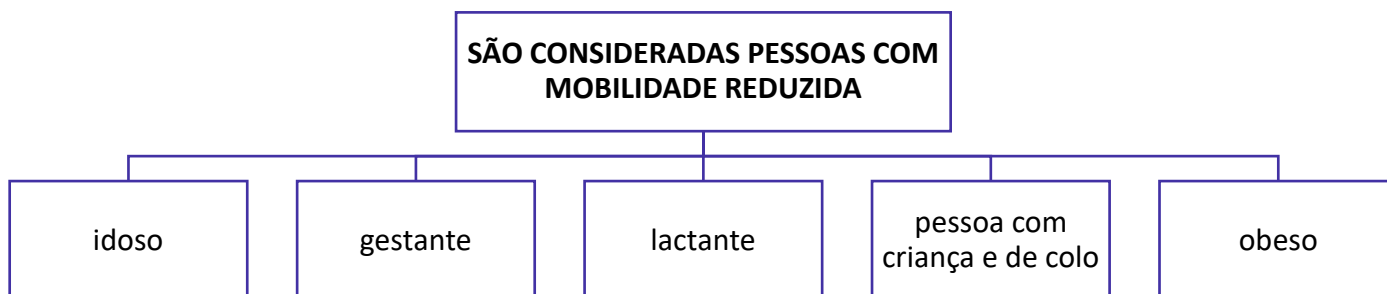 SÃO CONSIDERADAS PESSOAS COM
MOBILIDADE REDUZIDA
idoso
gestante
lactante
pessoa com
criança e de colo
obeso